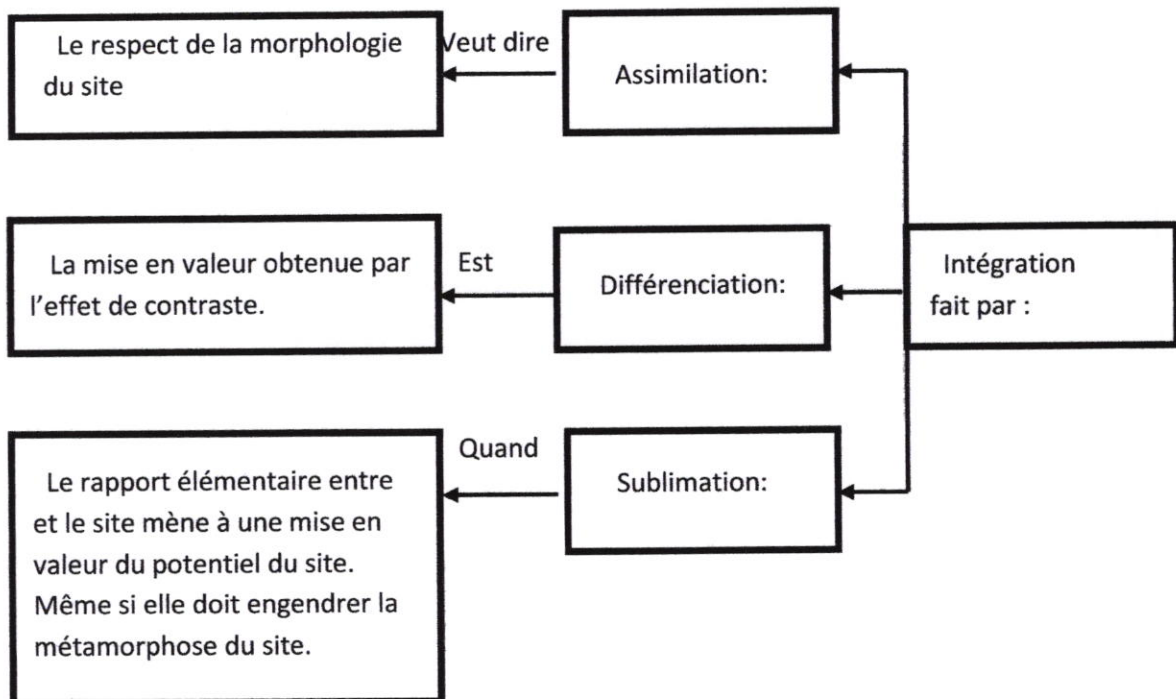 Le respect de la morphologie
du site
Veut dire
Assimilation:
La mise en valeur obtenue par
l'effet de contraste.
Est
Différenciation:
Intégration
fait par :
Le rapport élémentaire entre
et le site mène à une mise en
valeur du potentiel du site.
Même si elle doit engendrer la
métamorphose du site.
Quand
Sublimation: